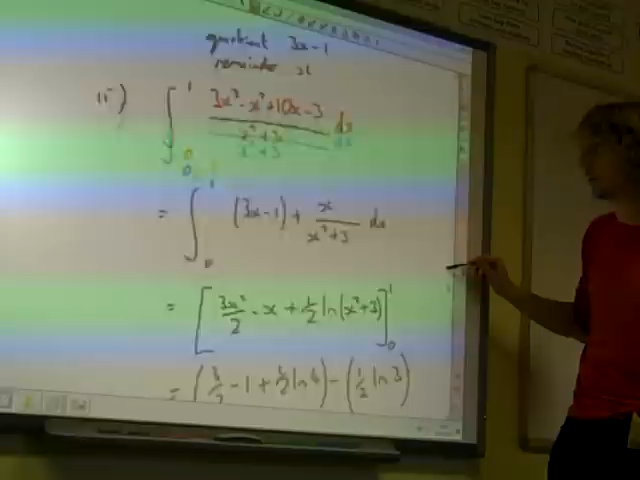 quotient 3x-1
remainder x
ii) ∫₀¹ (3x³-x²+10x-3)/(x²+3) dx
= ∫₀¹ (3x-1) + x/(x²+3) dx
= [3x²/2 - x + ½ ln(x²+3)]₀¹
= (3/2 - 1 + ½ ln 4) - (½ ln 3)